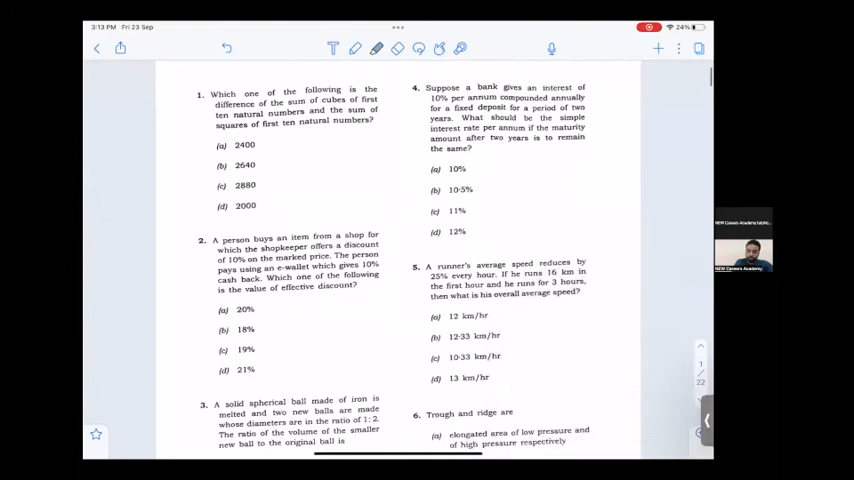 3:13 PM Fri 23 Sep
24%
T
1. Which one of the following is the
difference of the sum of cubes of first
ten natural numbers and the sum of
squares of first ten natural numbers?
(a) 2400
(b) 2640
(c) 2880
(d) 2000
2. A person buys an item from a shop for
which the shopkeeper offers a discount
of 10% on the marked price. The person
pays using an e-wallet which gives 10%
cash back. Which one of the following
is the value of effective discount?
(a) 20%
(b) 18%
(c) 19%
(d) 21%
3. A solid spherical ball made of iron is
melted and two new balls are made
whose diameters are in the ratio of 1:2.
The ratio of the volume of the smaller
new ball to the original ball is
4. Suppose a bank gives an interest of
10% per annum compounded annually
for a fixed deposit for a period of two
years. What should be the simple
interest rate per annum if the maturity
amount after two years is to remain
the same?
(a) 10%
(b) 10·5%
(c) 11%
(d) 12%
5. A runner's average speed reduces by
25% every hour. If he runs 16 km in
the first hour and he runs for 3 hours,
then what is his overall average speed?
(a) 12 km/hr
(b) 12·33 km/hr
(c) 10·33 km/hr
(d) 13 km/hr
6. Trough and ridge are
(a) elongated area of low pressure and
of high pressure respectively
1
/
22
NEW Careers Academy
NEW Careers Academy